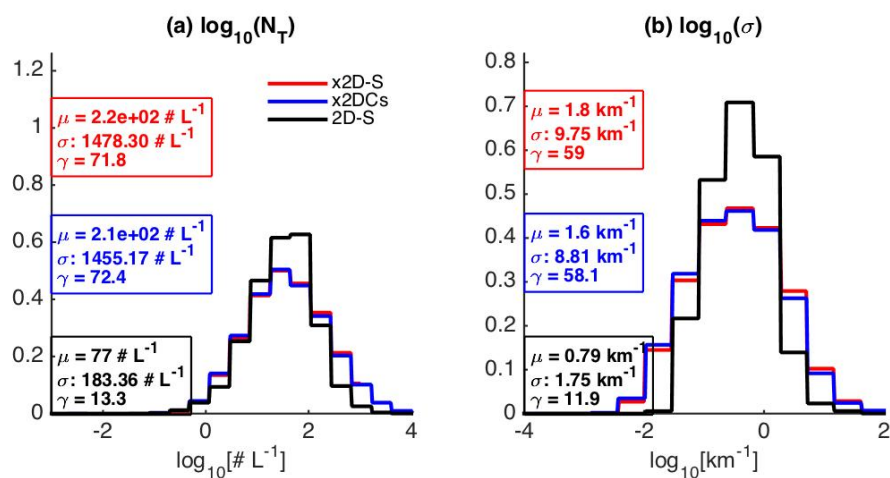 (a) log10(NT)
1.2
1
0.8
0.6
0.4
0.2
0
x2D-S
x2DCs
2D-S
μ = 2.2e+02 # L-1
σ: 1478.30 # L-1
γ = 71.8
μ = 2.1e+02 # L-1
σ: 1455.17 # L-1
γ = 72.4
μ = 77 # L-1
σ: 183.36 # L-1
γ = 13.3
-2 0 2 4
log10[# L-1]
(b) log10(σ)
0.8
0.7
0.6
0.5
0.4
0.3
0.2
0.1
0
μ = 1.8 km-1
σ: 9.75 km-1
γ = 59
μ = 1.6 km-1
σ: 8.81 km-1
γ = 58.1
μ = 0.79 km-1
σ: 1.75 km-1
γ = 11.9
-4 -2 0 2
log10[km-1]